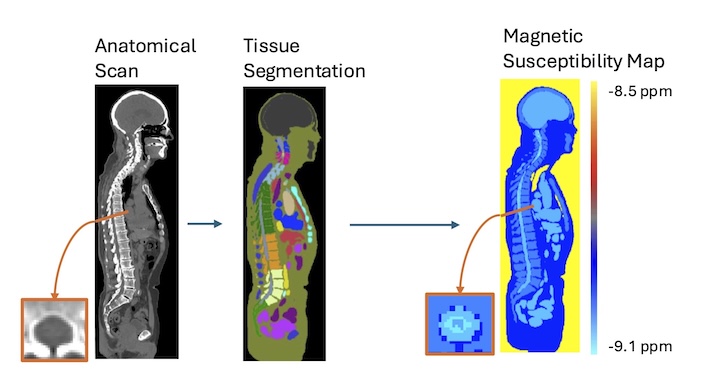 Anatomical
Scan
Tissue
Segmentation
Magnetic
Susceptibility Map
-8.5 ppm
-9.1 ppm